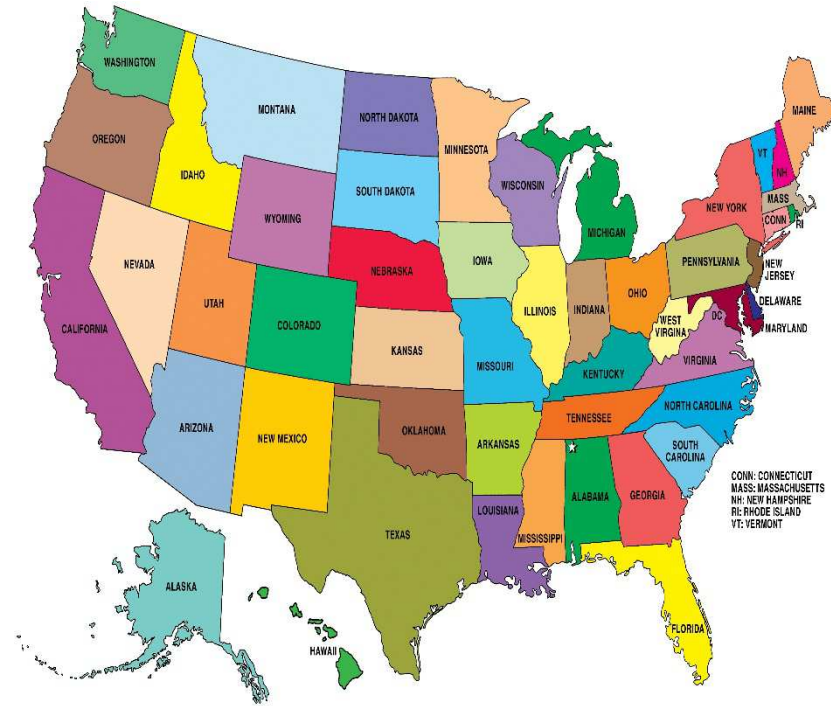 WASHINGTON
MONTANA
NORTH DAKOTA
MINNESOTA
MAINE
OREGON
IDAHO
VT
NH
WISCONSIN
SOUTH DAKOTA
MASS
NEW YORK
CONN
RI
WYOMING
MICHIGAN
NEVADA
IOWA
PENNSYLVANIA
NEW
JERSEY
NEBRASKA
UTAH
ILLINOIS
INDIANA
OHIO
DELAWARE
DC
WEST
VIRGINA
MARYLAND
COLORADO
CALIFORNIA
KANSAS
MISSOURI
VIRGINIA
KENTUCKY
NORTH CAROLINA
TENNESSEE
ARIZONA
NEW MEXICO
OKLAHOMA
ARKANSAS
SOUTH
CAROLINA
CONN: CONNECTICUT
MASS: MASSACHUSETTS
NH: NEW HAMPSHIRE
RI: RHODE ISLAND
VT: VERMONT
ALABAMA
GEORGIA
LOUISIANA
TEXAS
MISSISSIPPI
ALASKA
HAWAII
FLORIDA